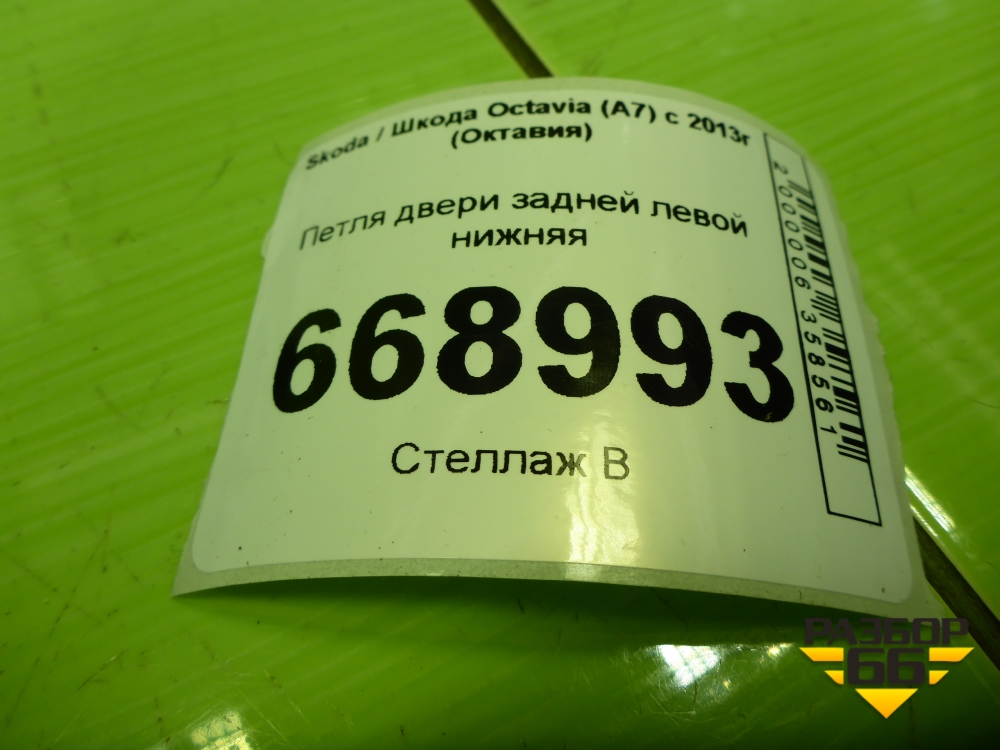 Skoda / Шкода Octavia (A7) с 2013г
(Октавия)
Петля двери задней левой
нижняя
668993
Стеллаж В
2000006358561
РАЗБОР
66